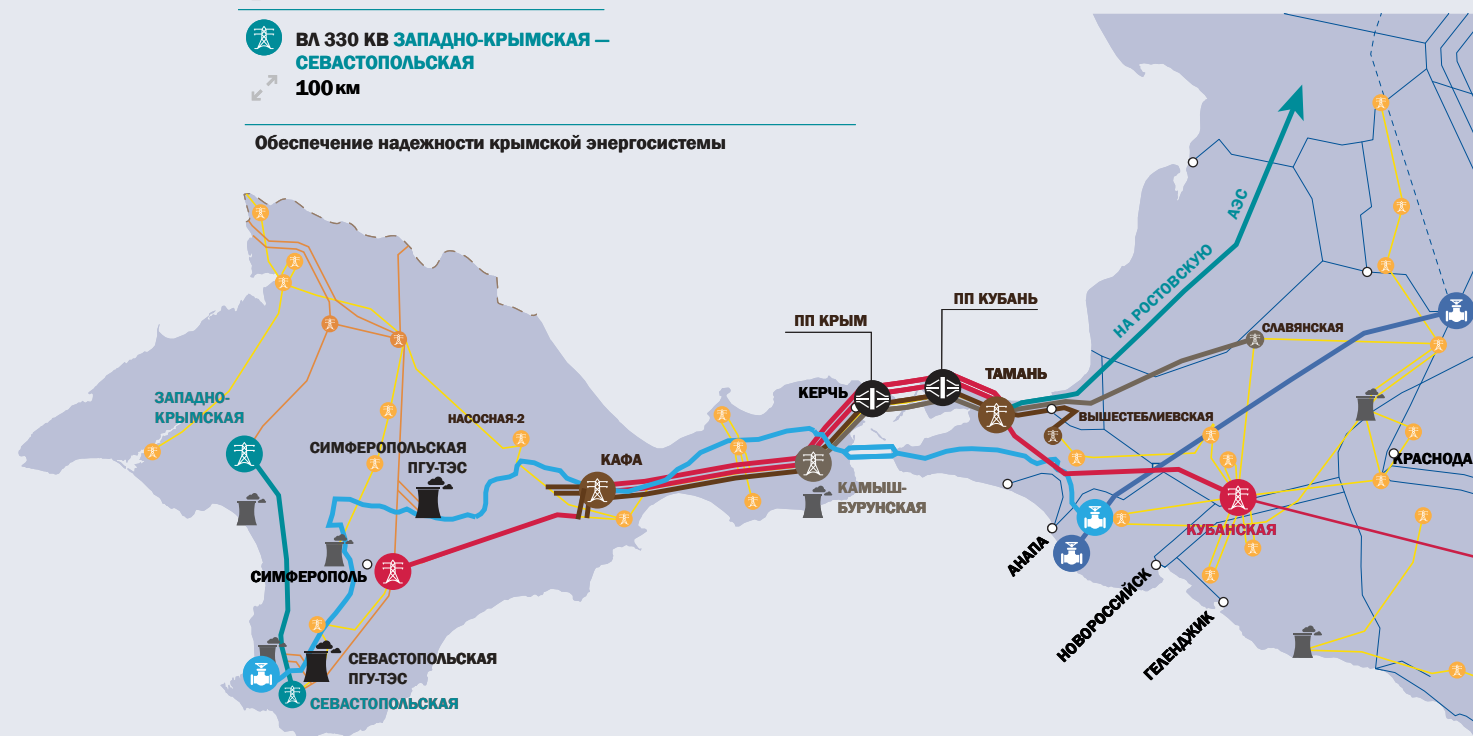 ВЛ 330 КВ ЗАПАДНО-КРЫМСКАЯ —
СЕВАСТОПОЛЬСКАЯ
100 км
Обеспечение надежности крымской энергосистемы
АЭС
НА РОСТОВСКУЮ
ПП КУБАНЬ
ПП КРЫМ
СЛАВЯНСКАЯ
ТАМАНЬ
КЕРЧЬ
ЗАПАДНО-
КРЫМСКАЯ
НАСОСНАЯ-2
ВЫШЕСТЕБЛИЕВСКАЯ
СИМФЕРОПОЛЬСКАЯ
ПГУ-ТЭС
КАФА
КРАСНОДА
КАМЫШ-
БУРУНСКАЯ
КУБАНСКАЯ
АНАПА
СИМФЕРОПОЛЬ
НОВОРОССИЙСК
ГЕЛЕНДЖИК
СЕВАСТОПОЛЬСКАЯ
ПГУ-ТЭС
СЕВАСТОПОЛЬСКАЯ